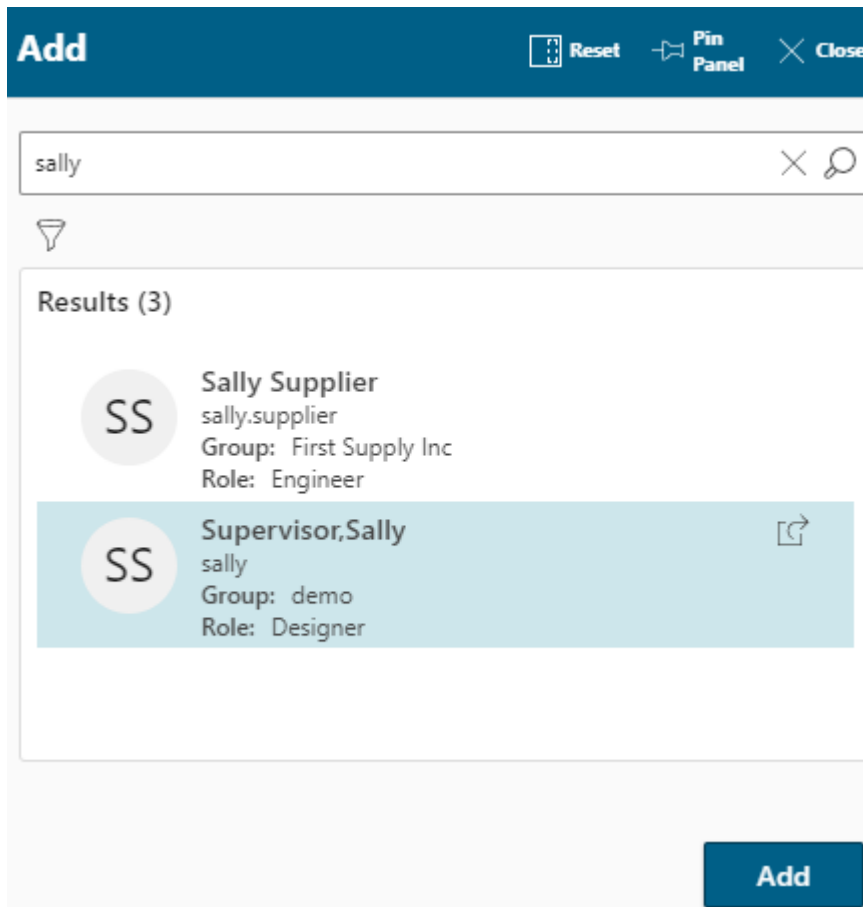 Add
Reset
Pin
Panel
Close
sally
Results (3)
SS
Sally Supplier
sally.supplier
Group: First Supply Inc
Role: Engineer
SS
Supervisor,Sally
sally
Group: demo
Role: Designer
Add